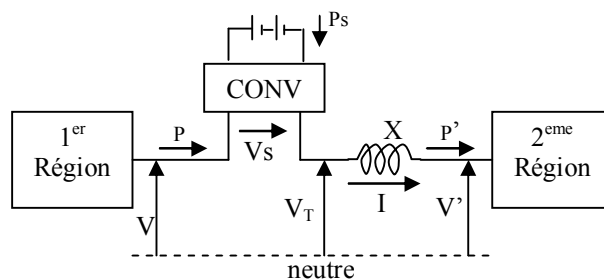 Ps
CONV
1er
Région
P
Vs
X
P’
2eme
Région
V
VT
I
V’
neutre